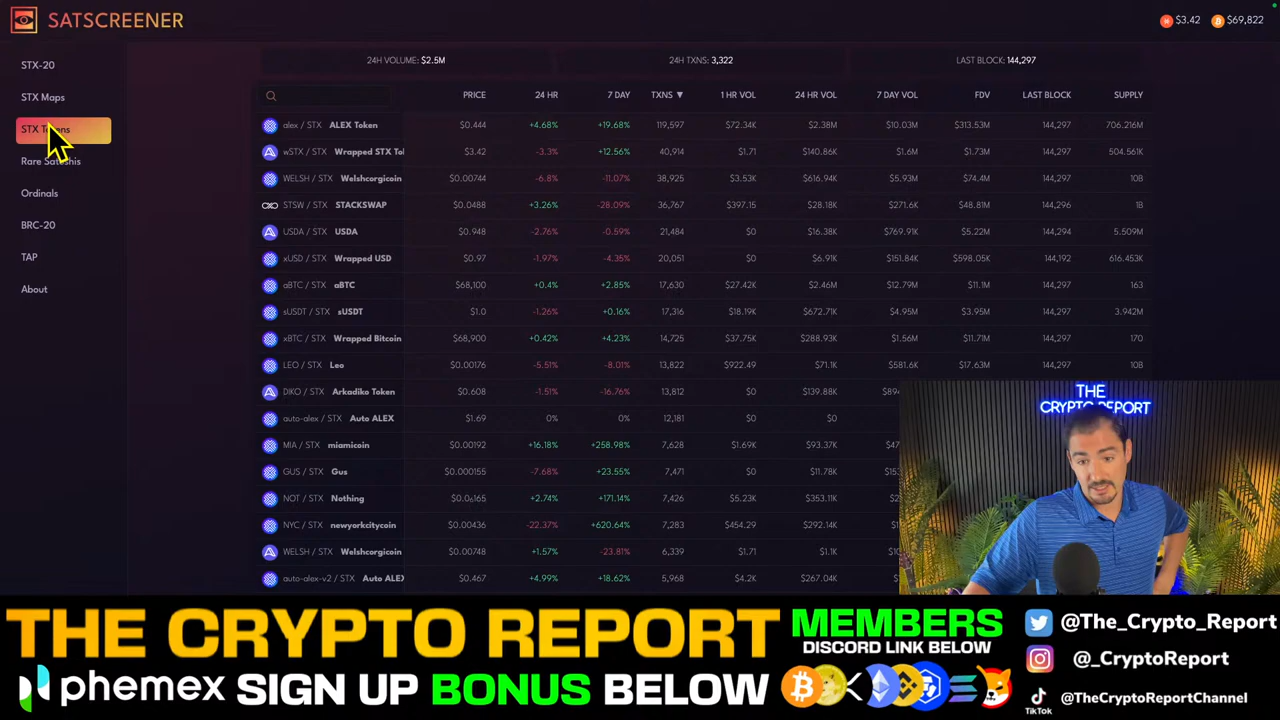 SATSCREENER
$3.42 $69,822
STX-20
STX Maps
STX Tokens
Rare Satoshis
Ordinals
BRC-20
TAP
About
24H VOLUME: $2.5M 24H TXNS: 3,322 LAST BLOCK: 144,297
PRICE 24 HR 7 DAY TXNS ▼ 1 HR VOL 24 HR VOL 7 DAY VOL FDV LAST BLOCK SUPPLY
alex / STX ALEX Token $0.444 +4.68% +19.68% 119,597 $72.34K $2.38M $10.03M $313.53M 144,297 706.216M
wSTX / STX Wrapped STX Tol $3.42 -3.3% +12.56% 40,914 $1.71 $140.86K $1.6M $1.73M 144,297 504.561K
WELSH / STX Welshcorgicoin $0.00744 -6.8% -11.07% 38,925 $3.53K $616.94K $5.93M $74.4M 144,297 10B
STSW / STX STACKSWAP $0.0488 +3.26% -28.09% 36,767 $397.15 $28.18K $271.6K $48.81M 144,296 1B
USDA / STX USDA $0.948 -2.76% -0.59% 21,484 $0 $16.38K $769.91K $5.22M 144,297 5.509M
xUSD / STX Wrapped USD $0.97 -1.97% -4.35% 20,051 $0 $6.91K $151.84K $598.05K 144,192 616.453K
aBTC / STX aBTC $68,100 +0.4% +2.85% 17,630 $27.42K $2.46M $12.79M $11.1M 144,297 163
sUSDT / STX sUSDT $1.0 -1.26% +0.16% 17,316 $18.19K $672.71K $4.95M $3.95M 144,297 3.942M
xBTC / STX Wrapped Bitcoin $68,900 +0.42% +4.23% 14,725 $37.75K $288.93K $1.56M $11.71M 144,297 170
LEO / STX Leo $0.00176 -5.51% -8.01% 13,822 $922.49 $71.1K $581.6K $17.63M 144,297 10B
DIKO / STX Arkadiko Token $0.608 -1.51% -16.76% 13,812 $0 $139.88K
auto-alex / STX Auto ALEX $1.69 0% 0% 12,181 $0 $0
MIA / STX miamicoin $0.00192 +16.18% +258.98% 7,628 $1.69K $93.37K
GUS / STX Gus $0.000155 -7.68% +23.55% 7,471 $0 $11.78K
NOT / STX Nothing $0.0₆165 +2.74% +171.14% 7,426 $5.23K $353.11K
NYC / STX newyorkcitycoin $0.00436 -22.37% +620.64% 7,283 $454.29 $292.14K
WELSH / STX Welshcorgicoin $0.00748 +1.57% -23.81% 6,339 $1.71 $1.1K
auto-alex-v2 / STX Auto ALEX $0.467 +4.99% +18.62% 5,968 $4.2K $267.04K
THE
CRYPTO REPORT
THE CRYPTO REPORT
phemex SIGN UP BONUS BELOW
MEMBERS
DISCORD LINK BELOW
@The_Crypto_Report
@_CryptoReport
TikTok @TheCryptoReportChannel